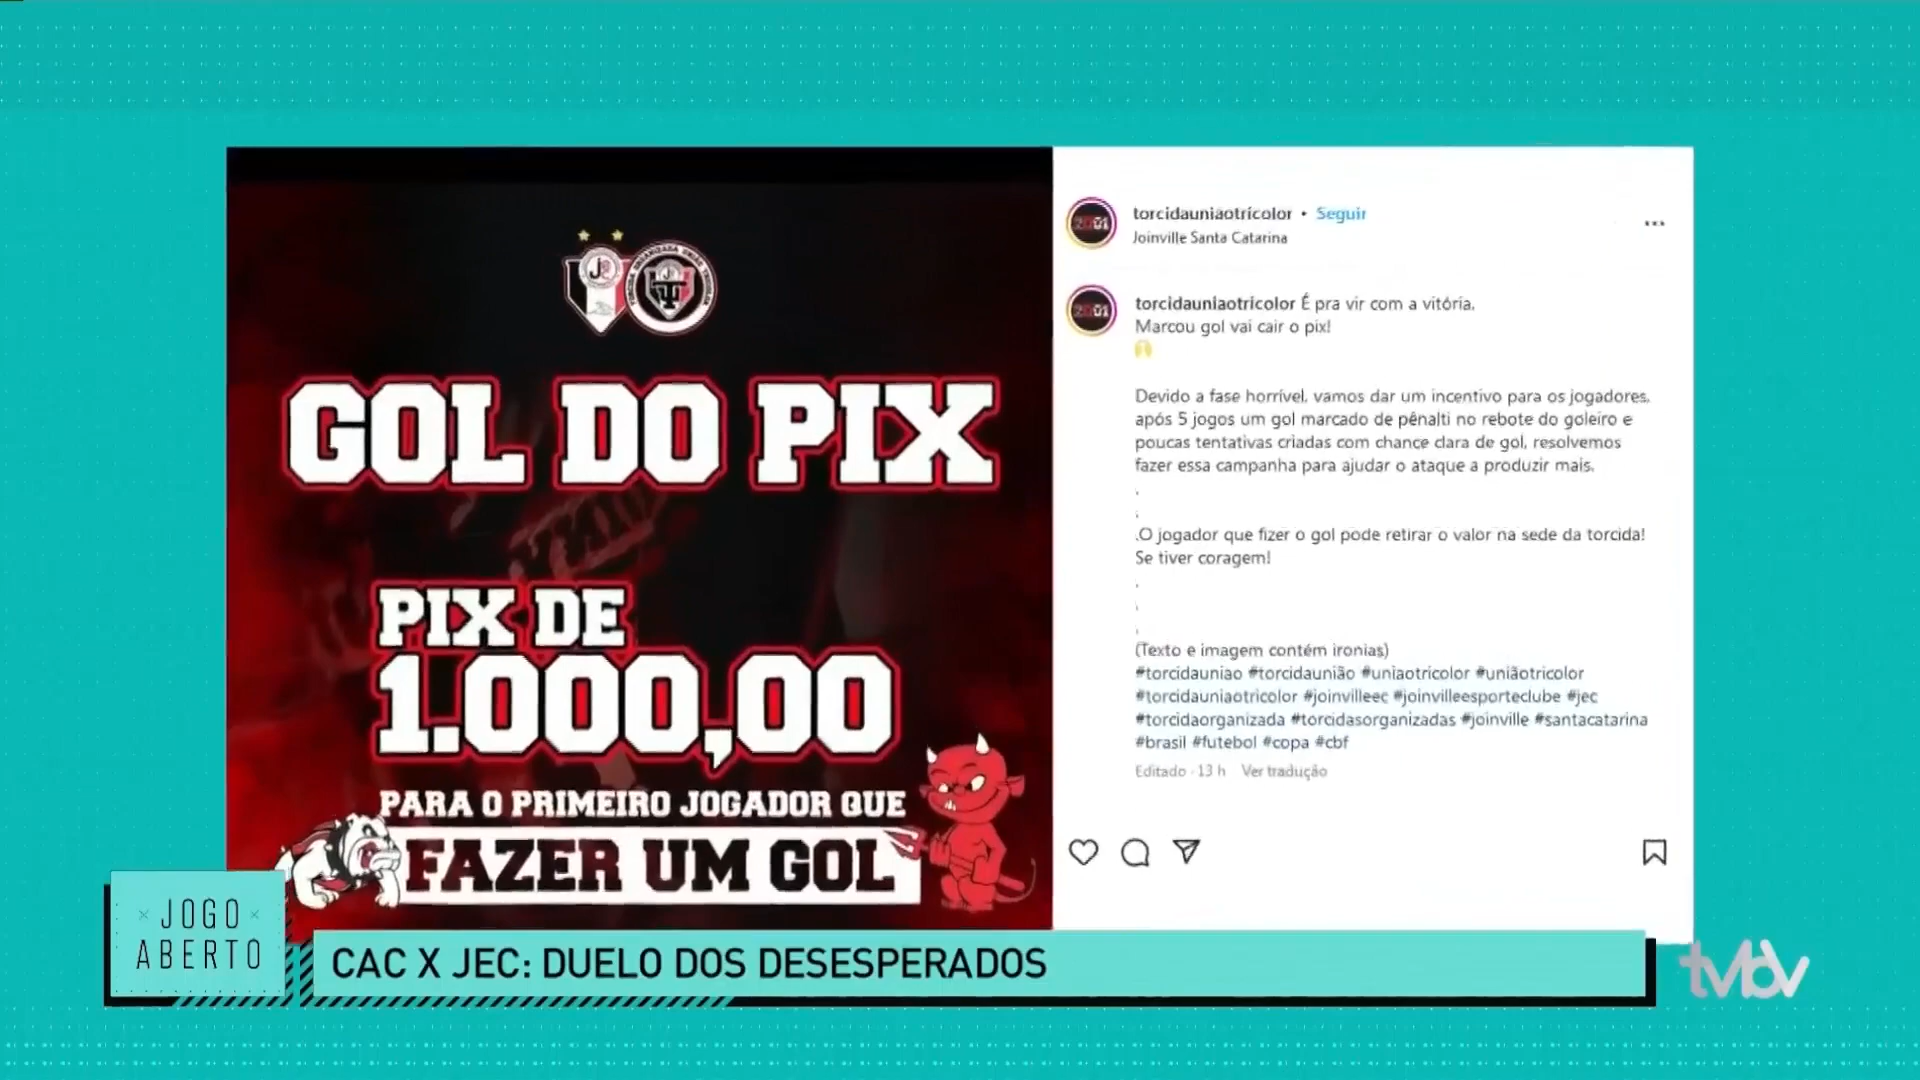 GOL DO PIX
PIX DE
1.000,00
PARA O PRIMEIRO JOGADOR QUE
FAZER UM GOL
torcidauniaotricolor • Seguir
Joinville Santa Catarina
torcidauniaotricolor É pra vir com a vitória.
Marcou gol vai cair o pix!
Devido a fase horrível, vamos dar um incentivo para os jogadores,
após 5 jogos um gol marcado de pênalti no rebote do goleiro e
poucas tentativas criadas com chance clara de gol, resolvemos
fazer essa campanha para ajudar o ataque a produzir mais.
.
.
.O jogador que fizer o gol pode retirar o valor na sede da torcida!
Se tiver coragem!
.
.
.
(Texto e imagem contém ironias)
#torcidauniao #torcidaunião #uniaotricolor #uniãotricolor
#torcidauniaotricolor #joinvilleec #joinvilleesporteclube #jec
#torcidaorganizada #torcidasorganizadas #joinville #santacatarina
#brasil #futebol #copa #cbf
Editado · 13 h Ver tradução
JOGO
ABERTO
CAC X JEC: DUELO DOS DESESPERADOS
tvbv